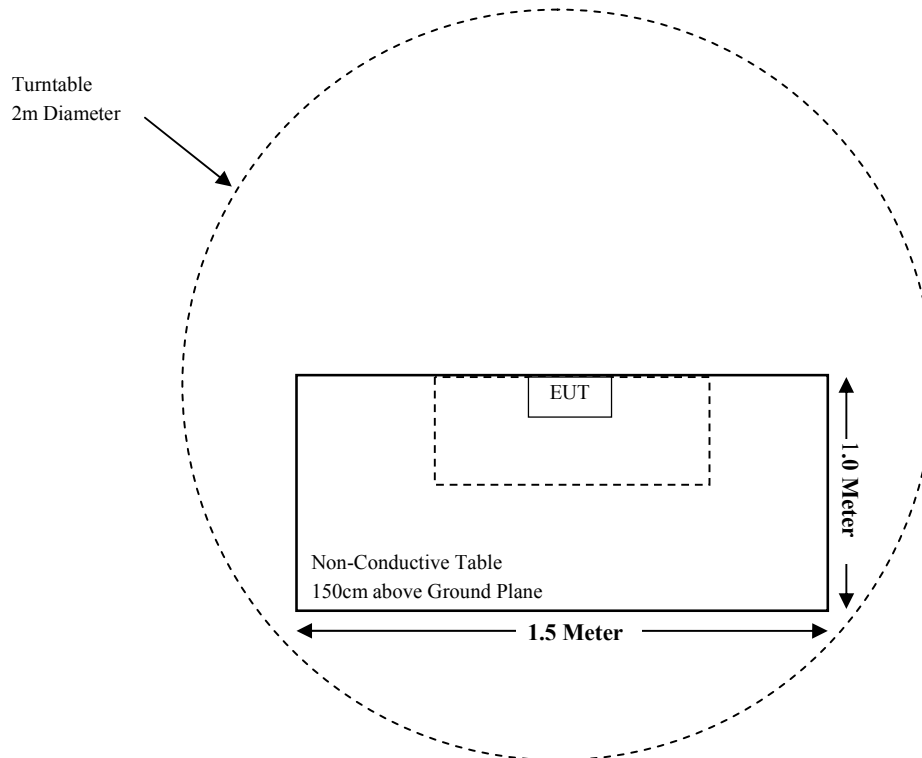 Turntable
2m Diameter
EUT
1.0 Meter
Non-Conductive Table
150cm above Ground Plane
1.5 Meter